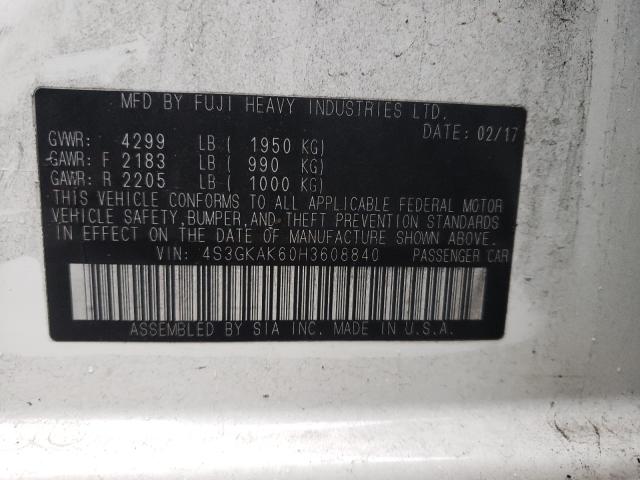 MFD BY FUJI HEAVY INDUSTRIES LTD.
DATE: 02/17
GVWR: 4299 LB ( 1950 KG)
GAWR: F 2183 LB ( 990 KG)
GAWR: R 2205 LB ( 1000 KG)
THIS VEHICLE CONFORMS TO ALL APPLICABLE FEDERAL MOTOR
VEHICLE SAFETY,BUMPER,AND THEFT PREVENTION STANDARDS
IN EFFECT ON THE DATE OF MANUFACTURE SHOWN ABOVE.
VIN: 4S3GKAK60H3608840 PASSENGER CAR
ASSEMBLED BY SIA INC. MADE IN U.S.A.